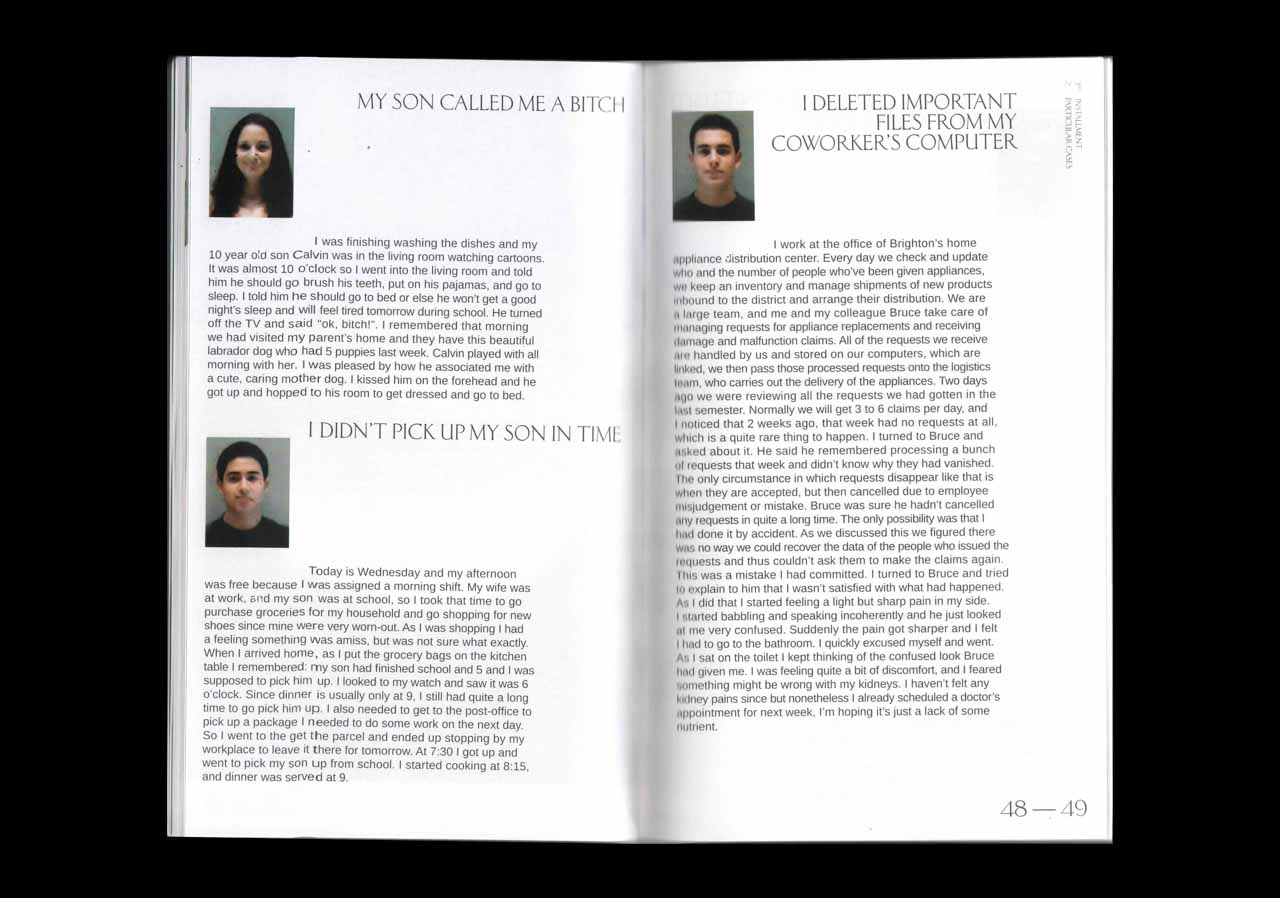 MY SON CALLED ME A BITCH
I was finishing washing the dishes and my
10 year old son Calvin was in the living room watching cartoons.
It was almost 10 o'clock so I went into the living room and told
him he should go brush his teeth, put on his pajamas, and go to
sleep. I told him he should go to bed or else he won't get a good
night's sleep and will feel tired tomorrow during school. He turned
off the TV and said "ok, bitch!". I remembered that morning
we had visited my parent's home and they have this beautiful
labrador dog who had 5 puppies last week. Calvin played with all
morning with her. I was pleased by how he associated me with
a cute, caring mother dog. I kissed him on the forehead and he
got up and hopped to his room to get dressed and go to bed.
I DIDN'T PICK UP MY SON IN TIME
Today is Wednesday and my afternoon
was free because I was assigned a morning shift. My wife was
at work, and my son was at school, so I took that time to go
purchase groceries for my household and go shopping for new
shoes since mine were very worn-out. As I was shopping I had
a feeling something was amiss, but was not sure what exactly.
When I arrived home, as I put the grocery bags on the kitchen
table I remembered: my son had finished school and 5 and I was
supposed to pick him up. I looked to my watch and saw it was 6
o'clock. Since dinner is usually only at 9, I still had quite a long
time to go pick him up. I also needed to get to the post-office to
pick up a package I needed to do some work on the next day.
So I went to the get the parcel and ended up stopping by my
workplace to leave it there for tomorrow. At 7:30 I got up and
went to pick my son up from school. I started cooking at 8:15,
and dinner was served at 9.
I DELETED IMPORTANT
FILES FROM MY
COWORKER'S COMPUTER
3RD INSTALLMENT
2. PARTICULAR CASES
I work at the office of Brighton's home
appliance distribution center. Every day we check and update
who and the number of people who've been given appliances,
we keep an inventory and manage shipments of new products
inbound to the district and arrange their distribution. We are
a large team, and me and my colleague Bruce take care of
managing requests for appliance replacements and receiving
damage and malfunction claims. All of the requests we receive
are handled by us and stored on our computers, which are
linked, we then pass those processed requests onto the logistics
team, who carries out the delivery of the appliances. Two days
ago we were reviewing all the requests we had gotten in the
last semester. Normally we will get 3 to 6 claims per day, and
I noticed that 2 weeks ago, that week had no requests at all,
which is a quite rare thing to happen. I turned to Bruce and
asked about it. He said he remembered processing a bunch
of requests that week and didn't know why they had vanished.
The only circumstance in which requests disappear like that is
when they are accepted, but then cancelled due to employee
misjudgement or mistake. Bruce was sure he hadn't cancelled
any requests in quite a long time. The only possibility was that I
had done it by accident. As we discussed this we figured there
was no way we could recover the data of the people who issued the
requests and thus couldn't ask them to make the claims again.
This was a mistake I had committed. I turned to Bruce and tried
to explain to him that I wasn't satisfied with what had happened.
As I did that I started feeling a light but sharp pain in my side.
I started babbling and speaking incoherently and he just looked
at me very confused. Suddenly the pain got sharper and I felt
I had to go to the bathroom. I quickly excused myself and went.
As I sat on the toilet I kept thinking of the confused look Bruce
had given me. I was feeling quite a bit of discomfort, and I feared
something might be wrong with my kidneys. I haven't felt any
kidney pains since but nonetheless I already scheduled a doctor's
appointment for next week, I'm hoping it's just a lack of some
nutrient.
48 — 49